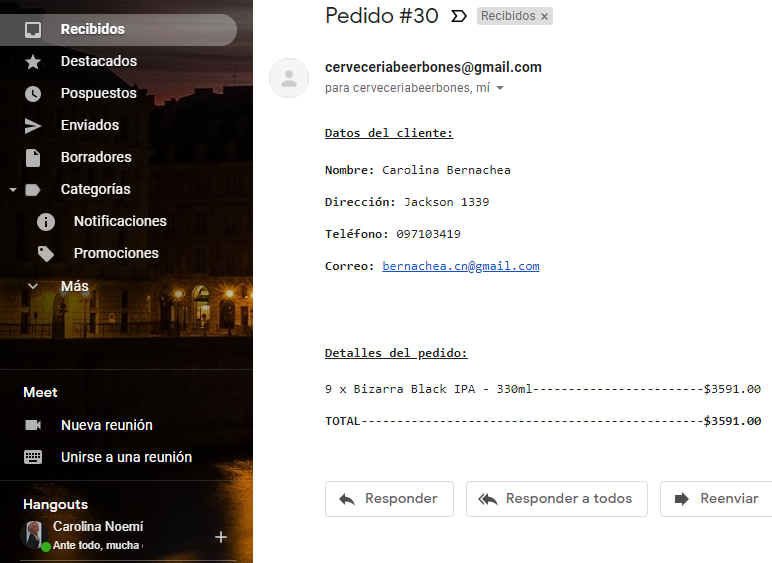 Recibidos
Destacados
Pospuestos
Enviados
Borradores
Categorías
Notificaciones
Promociones
Más
Meet
Nueva reunión
Unirse a una reunión
Hangouts
Carolina Noemí
Ante todo, mucha
Pedido #30 Recibidos ×
cerveceriabeerbones@gmail.com
para cerveceriabeerbones, mí
Datos del cliente:
Nombre: Carolina Bernachea
Dirección: Jackson 1339
Teléfono: 097103419
Correo: bernachea.cn@gmail.com
Detalles del pedido:
9 x Bizarra Black IPA - 330ml------------------------$3591.00
TOTAL------------------------------------------------$3591.00
Responder
Responder a todos
Reenviar